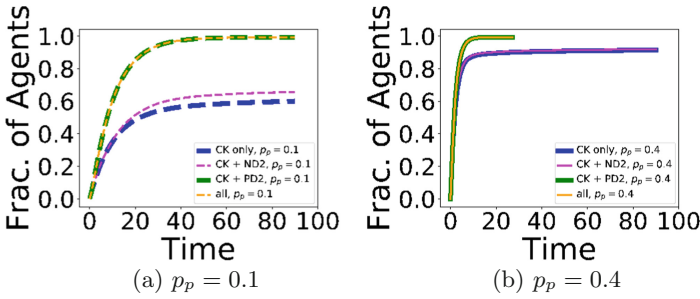 Frac. of Agents
1.0
0.8
0.6
0.4
0.2
0.0
CK only, p_p = 0.1
CK + ND2, p_p = 0.1
CK + PD2, p_p = 0.1
all, p_p = 0.1
0 20 40 60 80 100
Time
(a) p_p = 0.1
Frac. of Agents
1.0
0.8
0.6
0.4
0.2
0.0
CK only, p_p = 0.4
CK + ND2, p_p = 0.4
CK + PD2, p_p = 0.4
all, p_p = 0.4
0 20 40 60 80 100
Time
(b) p_p = 0.4